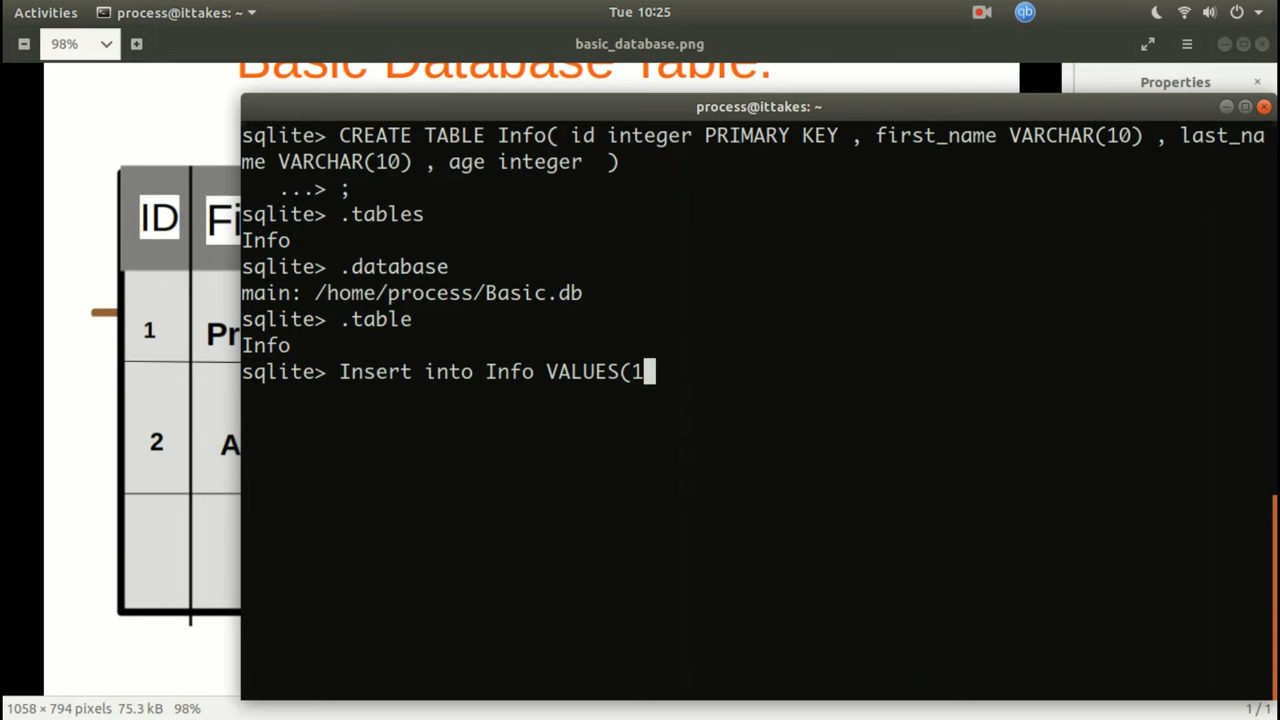 Activities process@ittakes: ~ Tue 10:25 qb
98% basic_database.png
Basic Database Table.
Properties ×
process@ittakes: ~
sqlite> CREATE TABLE Info( id integer PRIMARY KEY , first_name VARCHAR(10) , last_na
me VARCHAR(10) , age integer )
...> ;
sqlite> .tables
Info
sqlite> .database
main: /home/process/Basic.db
sqlite> .table
Info
sqlite> Insert into Info VALUES(1
ID Fi
1 Pr
2 A
1058 × 794 pixels 75.3 kB 98% 1 / 1